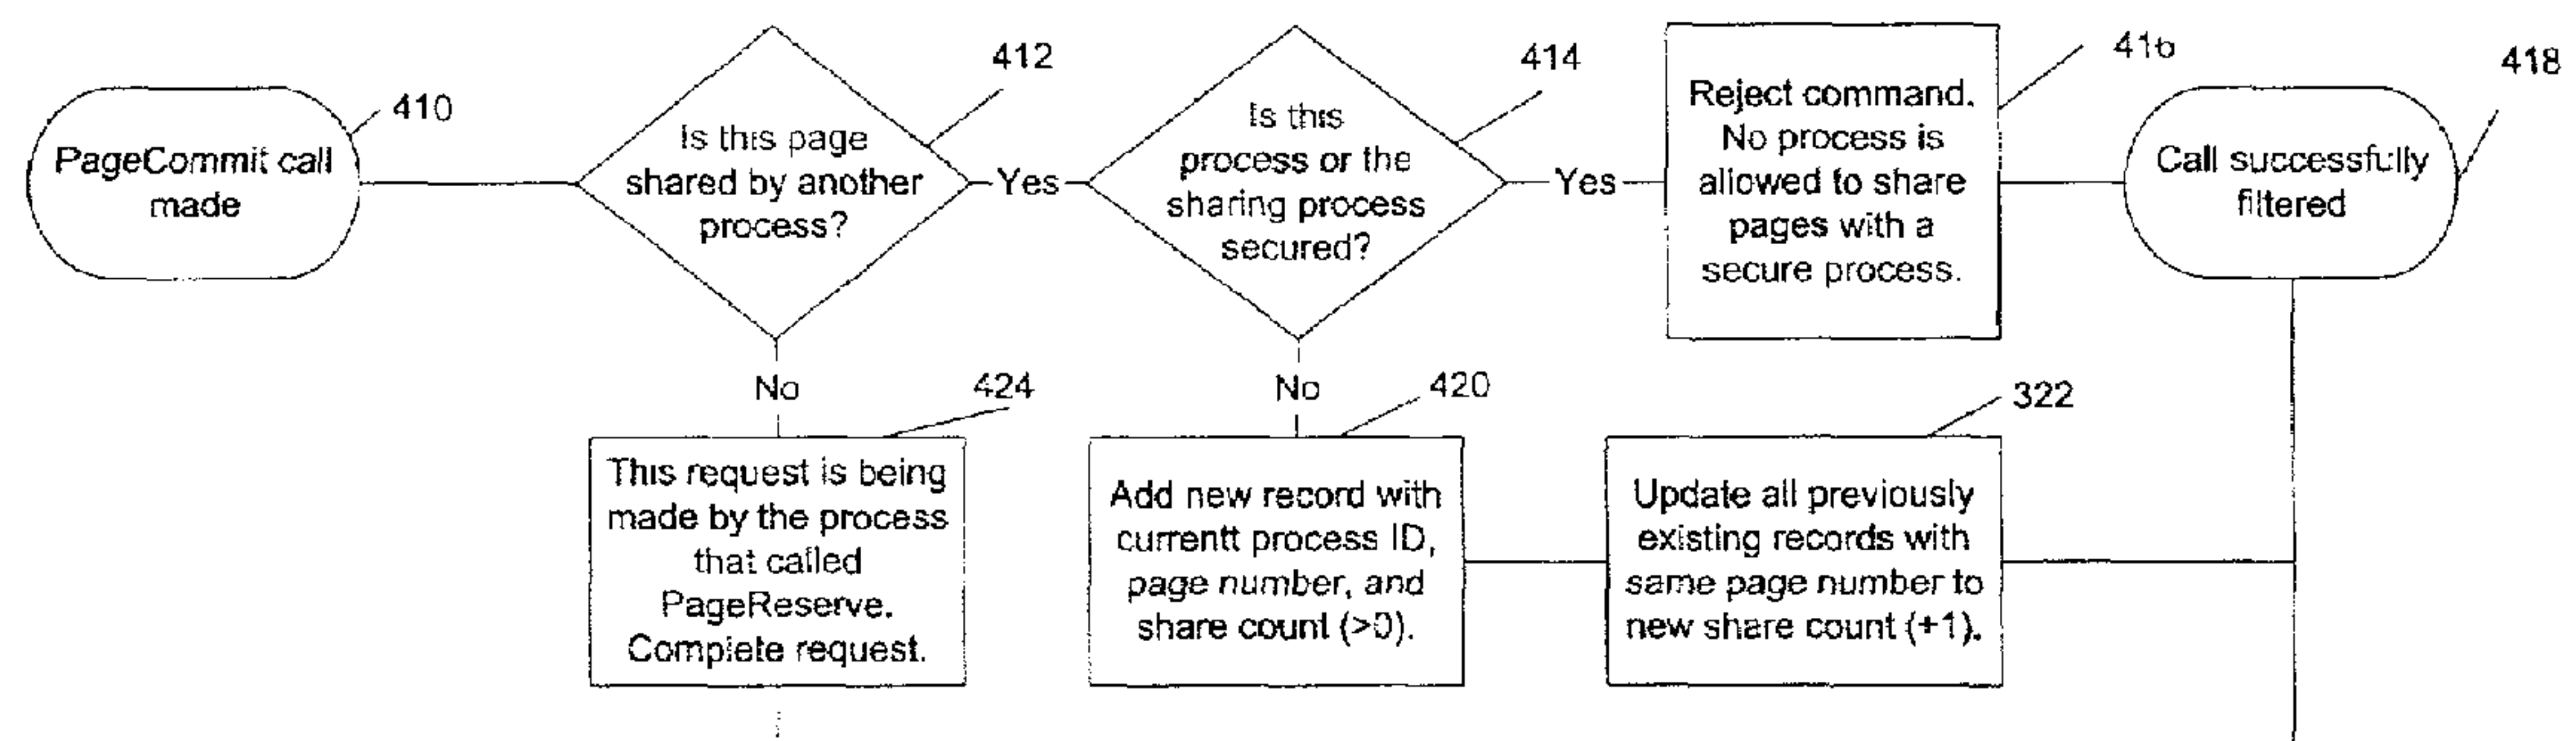 PageCommit call
made
410
Is this page
shared by another
process?
412
Yes
Is this
process or the
sharing process
secured?
414
Yes
Reject command.
No process is
allowed to share
pages with a
secure process.
416
Call successfully
filtered
418
No
424
This request is being
made by the process
that called
PageReserve.
Complete request.
No
420
Add new record with
currentt process ID,
page number, and
share count (>0).
322
Update all previously
existing records with
same page number to
new share count (+1).